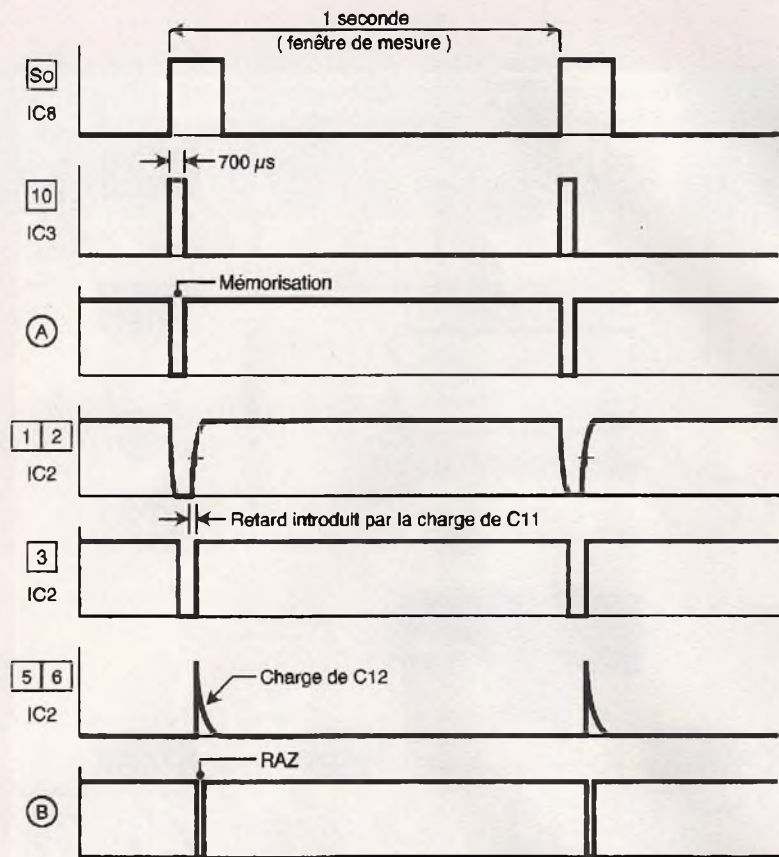 1 seconde
( fenêtre de mesure )
So
IC8
700 µs
10
IC3
Mémorisation
A
1 2
IC2
Retard introduit par la charge de C11
3
IC2
5 6
IC2
Charge de C12
RAZ
B